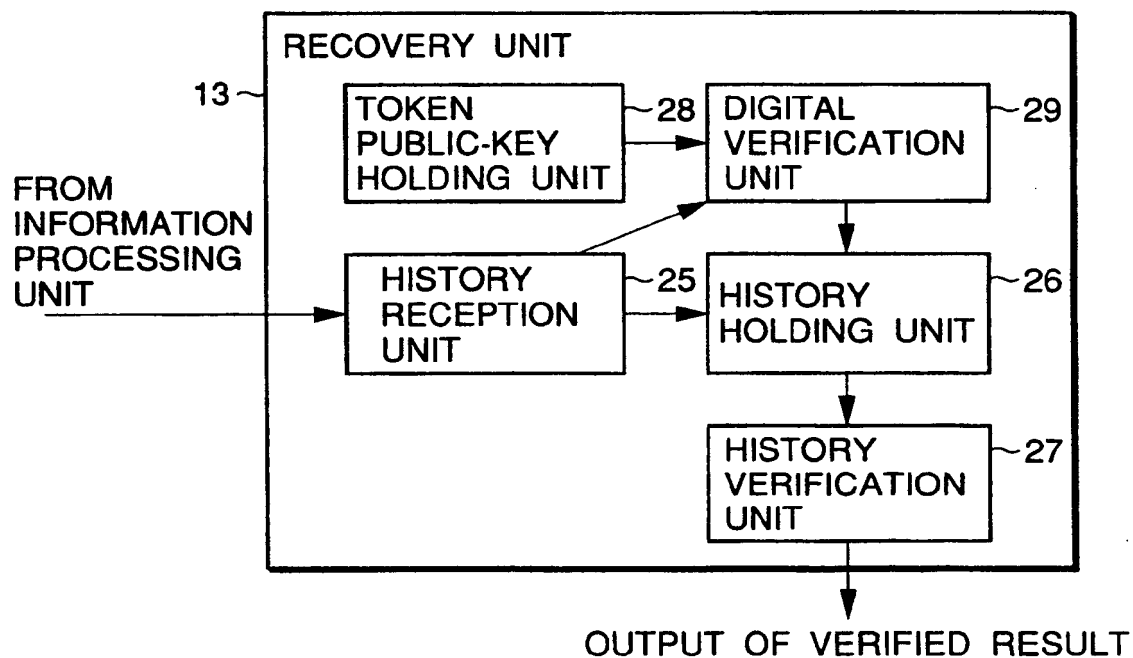 RECOVERY UNIT
13
TOKEN
PUBLIC-KEY
HOLDING UNIT
28
DIGITAL
VERIFICATION
UNIT
29
FROM
INFORMATION
PROCESSING
UNIT
HISTORY
RECEPTION
UNIT
25
HISTORY
HOLDING UNIT
26
HISTORY
VERIFICATION
UNIT
27
OUTPUT OF VERIFIED RESULT